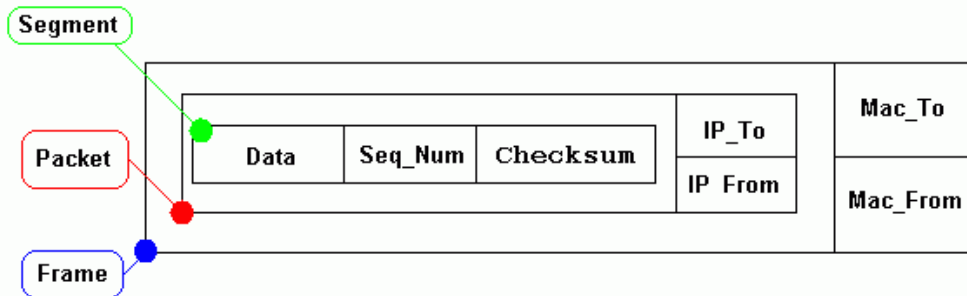 Segment
Packet
Frame
Data
Seq_Num
Checksum
IP_To
IP From
Mac_To
Mac_From